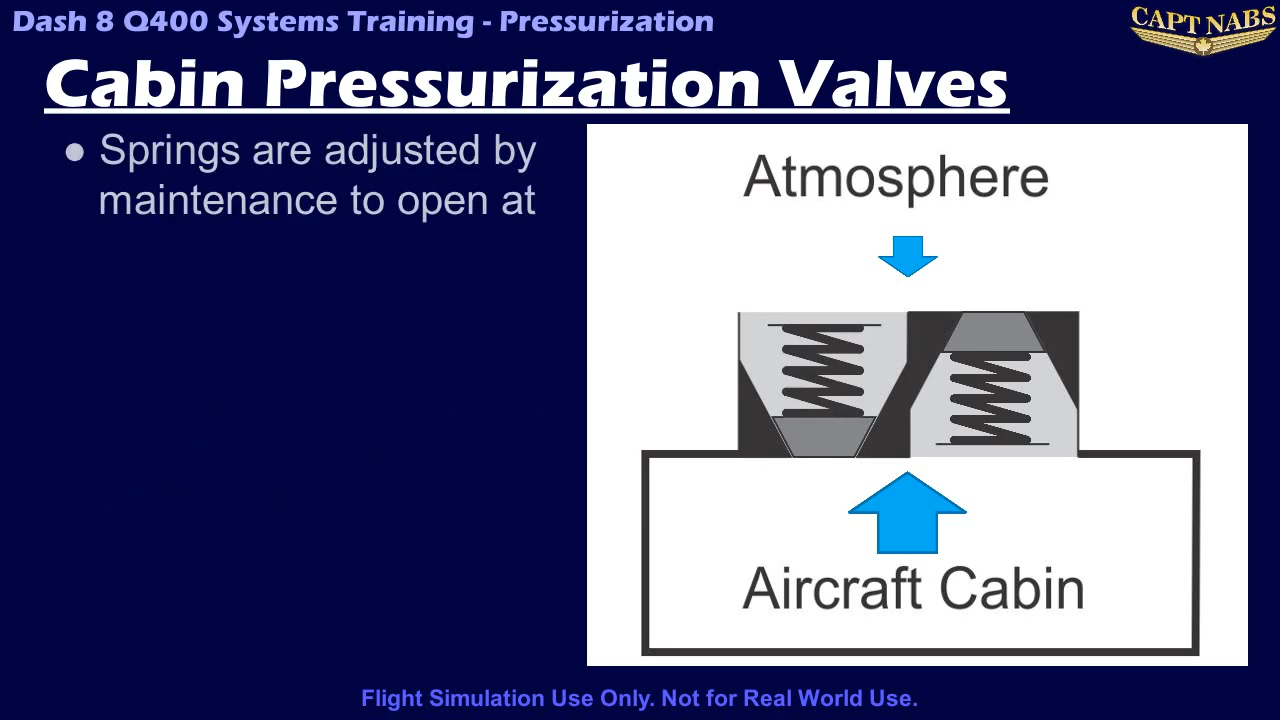 Dash 8 Q400 Systems Training - Pressurization
CAPT NABS
Cabin Pressurization Valves
● Springs are adjusted by
maintenance to open at
Atmosphere
Aircraft Cabin
Flight Simulation Use Only. Not for Real World Use.